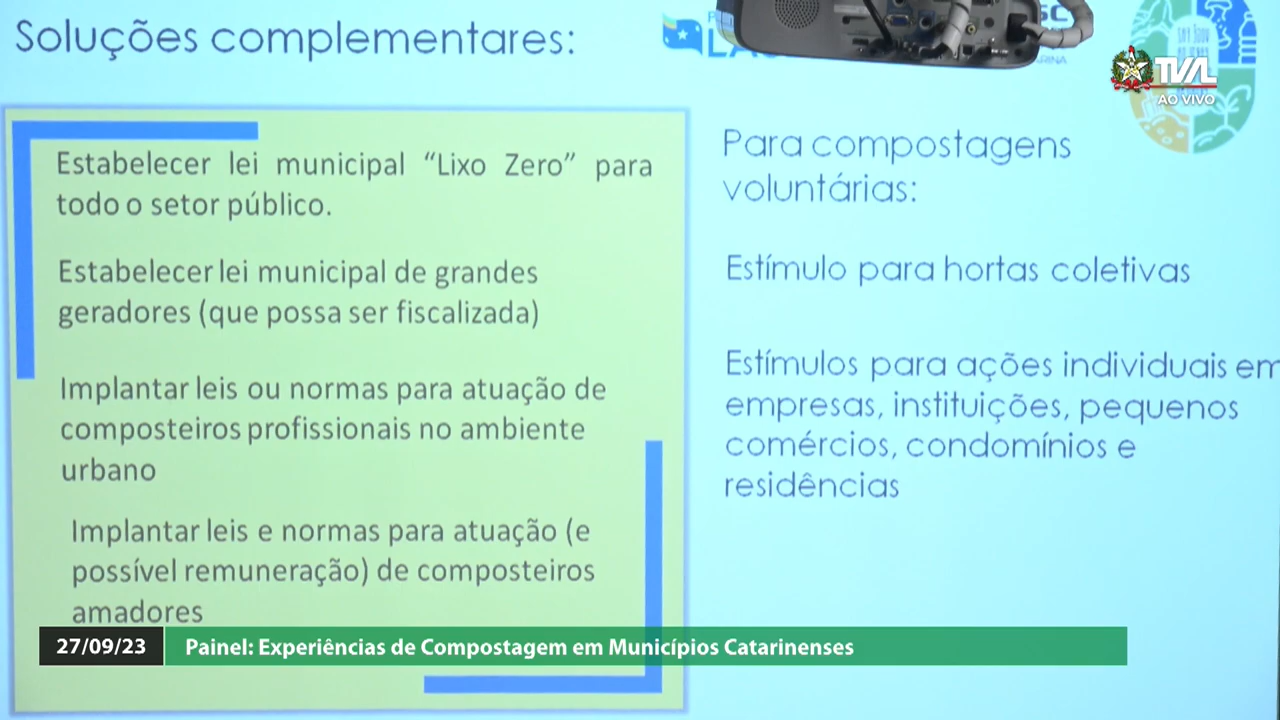 Soluções complementares:
TVAL
AO VIVO
Estabelecer lei municipal “Lixo Zero” para
todo o setor público.
Estabelecer lei municipal de grandes
geradores (que possa ser fiscalizada)
Implantar leis ou normas para atuação de
composteiros profissionais no ambiente
urbano
Implantar leis e normas para atuação (e
possível remuneração) de composteiros
amadores
Para compostagens
voluntárias:
Estímulo para hortas coletivas
Estímulos para ações individuais em
empresas, instituições, pequenos
comércios, condomínios e
residências
27/09/23
Painel: Experiências de Compostagem em Municípios Catarinenses